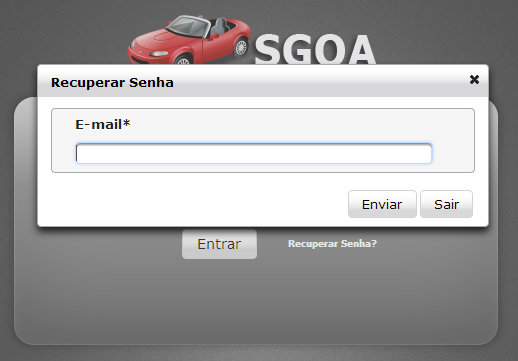 SGOA
Recuperar Senha
E-mail*
Enviar Sair
Entrar Recuperar Senha?